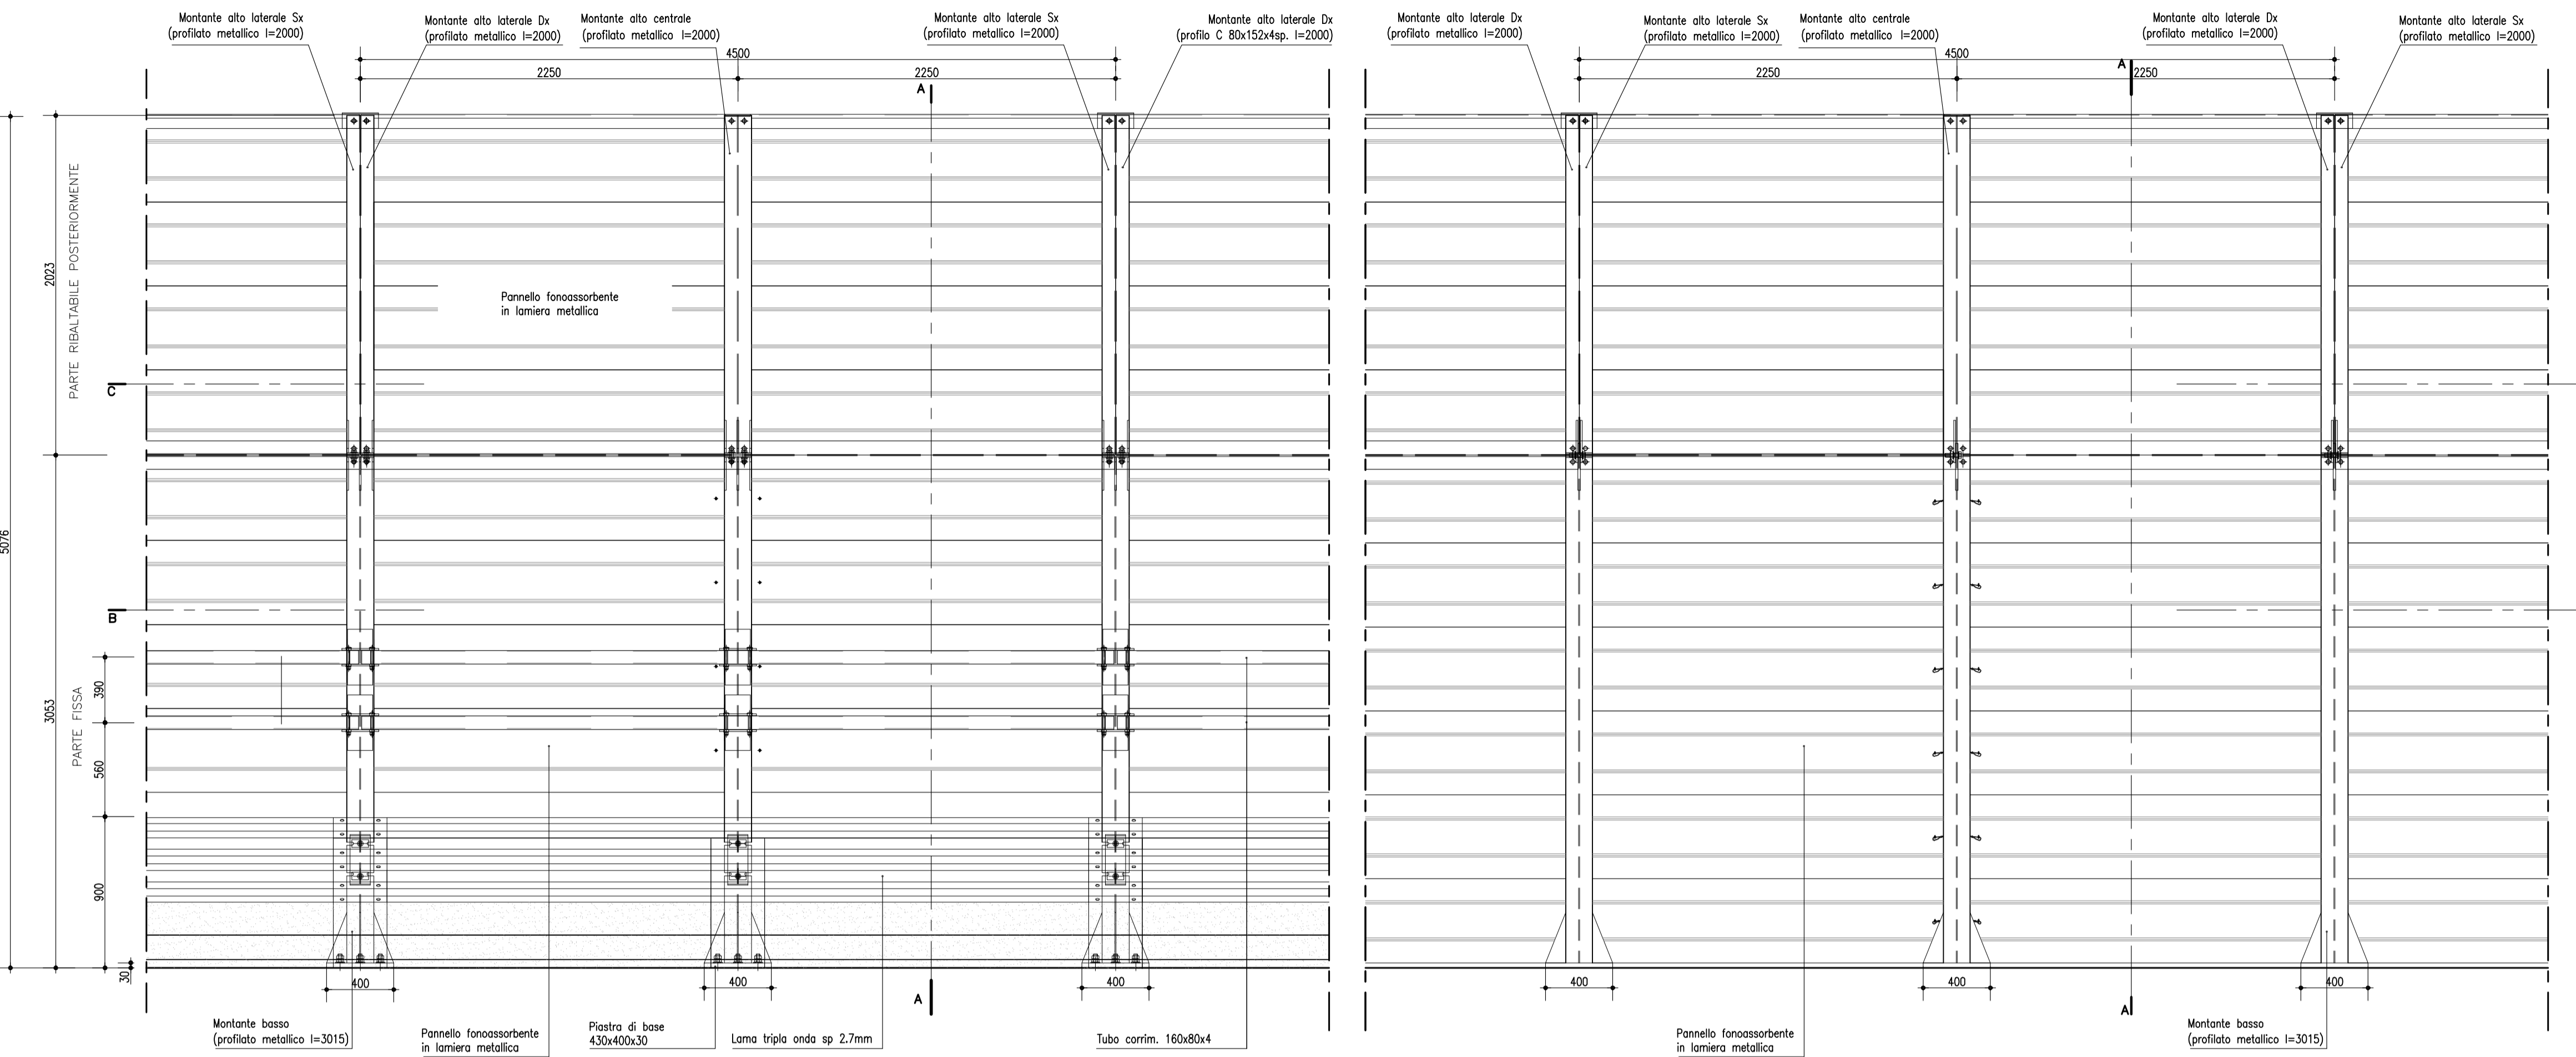 Montante alto laterale Sx
(profilato metallico l=2000)
Montante alto laterale Dx
(profilato metallico l=2000)
Montante alto centrale
(profilato metallico l=2000)
Montante alto laterale Sx
(profilato metallico l=2000)
Montante alto laterale Dx
(profilo C 80x152x4sp. l=2000)
Montante alto laterale Dx
(profilato metallico l=2000)
Montante alto laterale Sx
(profilato metallico l=2000)
Montante alto centrale
(profilato metallico l=2000)
Montante alto laterale Dx
(profilato metallico l=2000)
Montante alto laterale Sx
(profilato metallico l=2000)
4500
2250
2250
A
4500
2250
2250
A
5076
2023
PARTE RIBALTABILE POSTERIORMENTE
Pannello fonoassorbente
in lamiera metallica
C
B
3053
PARTE FISSA
390
560
900
30
400
400
400
A
400
400
400
A
Montante basso
(profilato metallico l=3015)
Pannello fonoassorbente
in lamiera metallica
Piastra di base
430x400x30
Lama tripla onda sp 2.7mm
Tubo corrim. 160x80x4
Pannello fonoassorbente
in lamiera metallica
Montante basso
(profilato metallico l=3015)